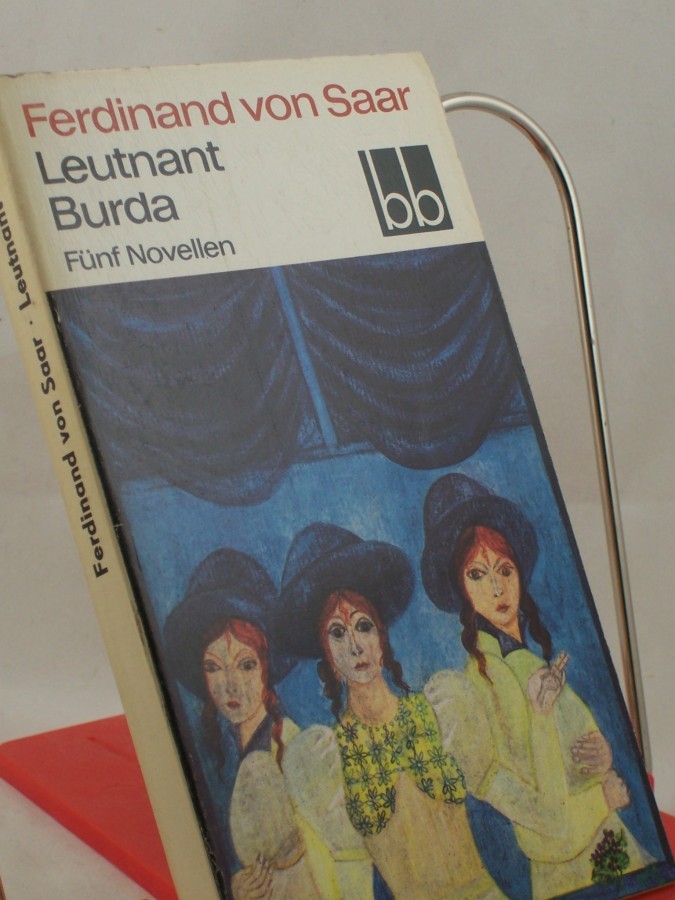 Ferdinand von Saar
Leutnant
Burda
Fünf Novellen
bb
Ferdinand von Saar · Leutnant